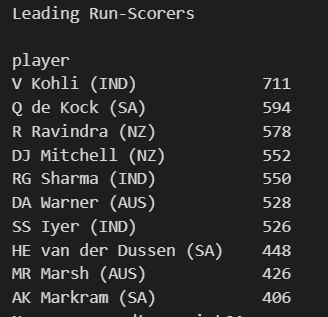 Leading Run-Scorers
player
V Kohli (IND) 711
Q de Kock (SA) 594
R Ravindra (NZ) 578
DJ Mitchell (NZ) 552
RG Sharma (IND) 550
DA Warner (AUS) 528
SS Iyer (IND) 526
HE van der Dussen (SA) 448
MR Marsh (AUS) 426
AK Markram (SA) 406